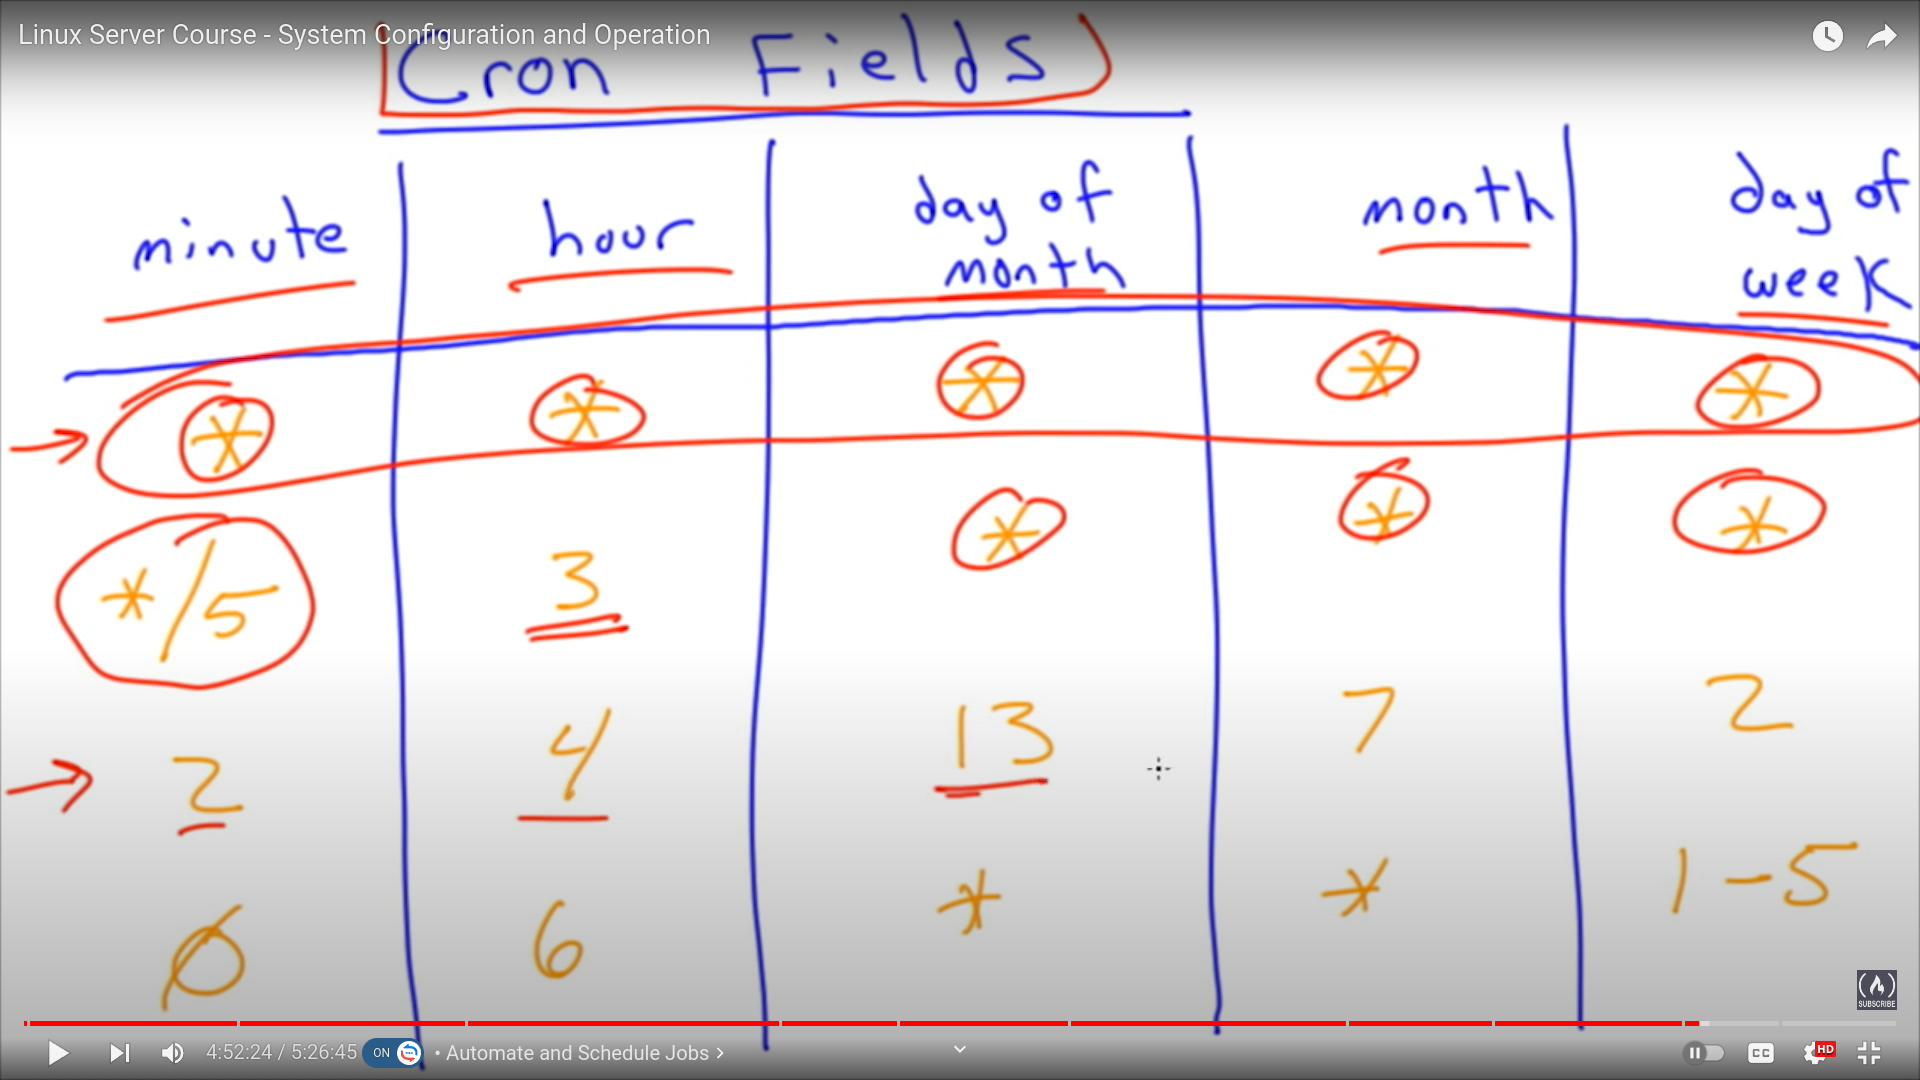 Linux Server Course - System Configuration and Operation
Cron Fields
minute hour day of month month day of week
* * * * *
*/5 3 * * *
2 4 13 7 2
0 6 * * 1-5
SUBSCRIBE
4:52:24 / 5:26:45 ON • Automate and Schedule Jobs CC HD